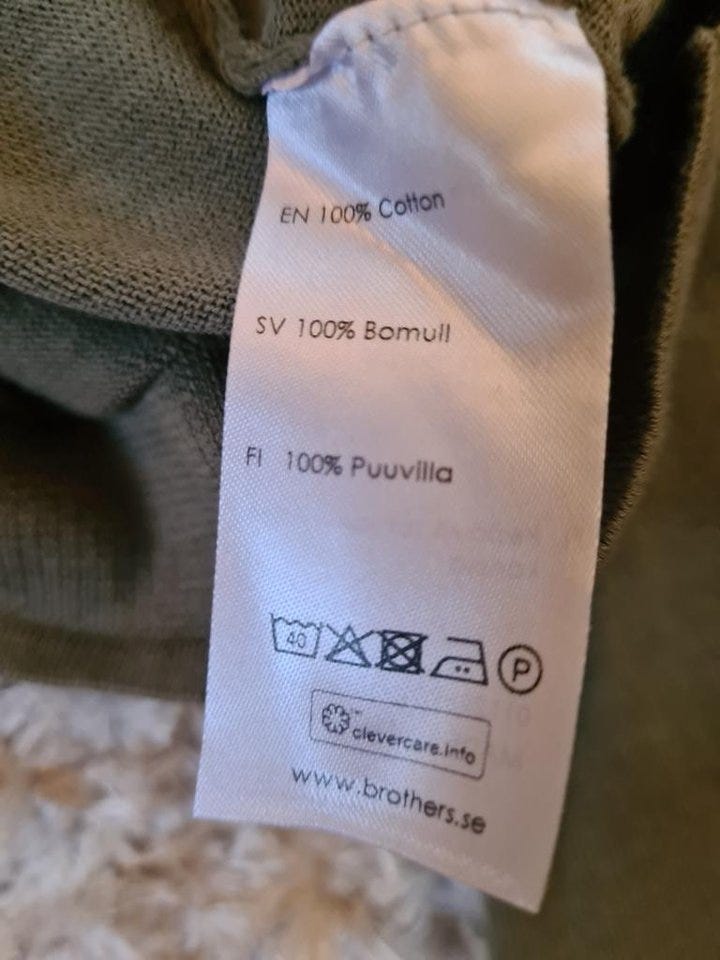 EN 100% Cotton
SV 100% Bomull
FI 100% Puuvilla
40 P
clevercare.info
www.brothers.se